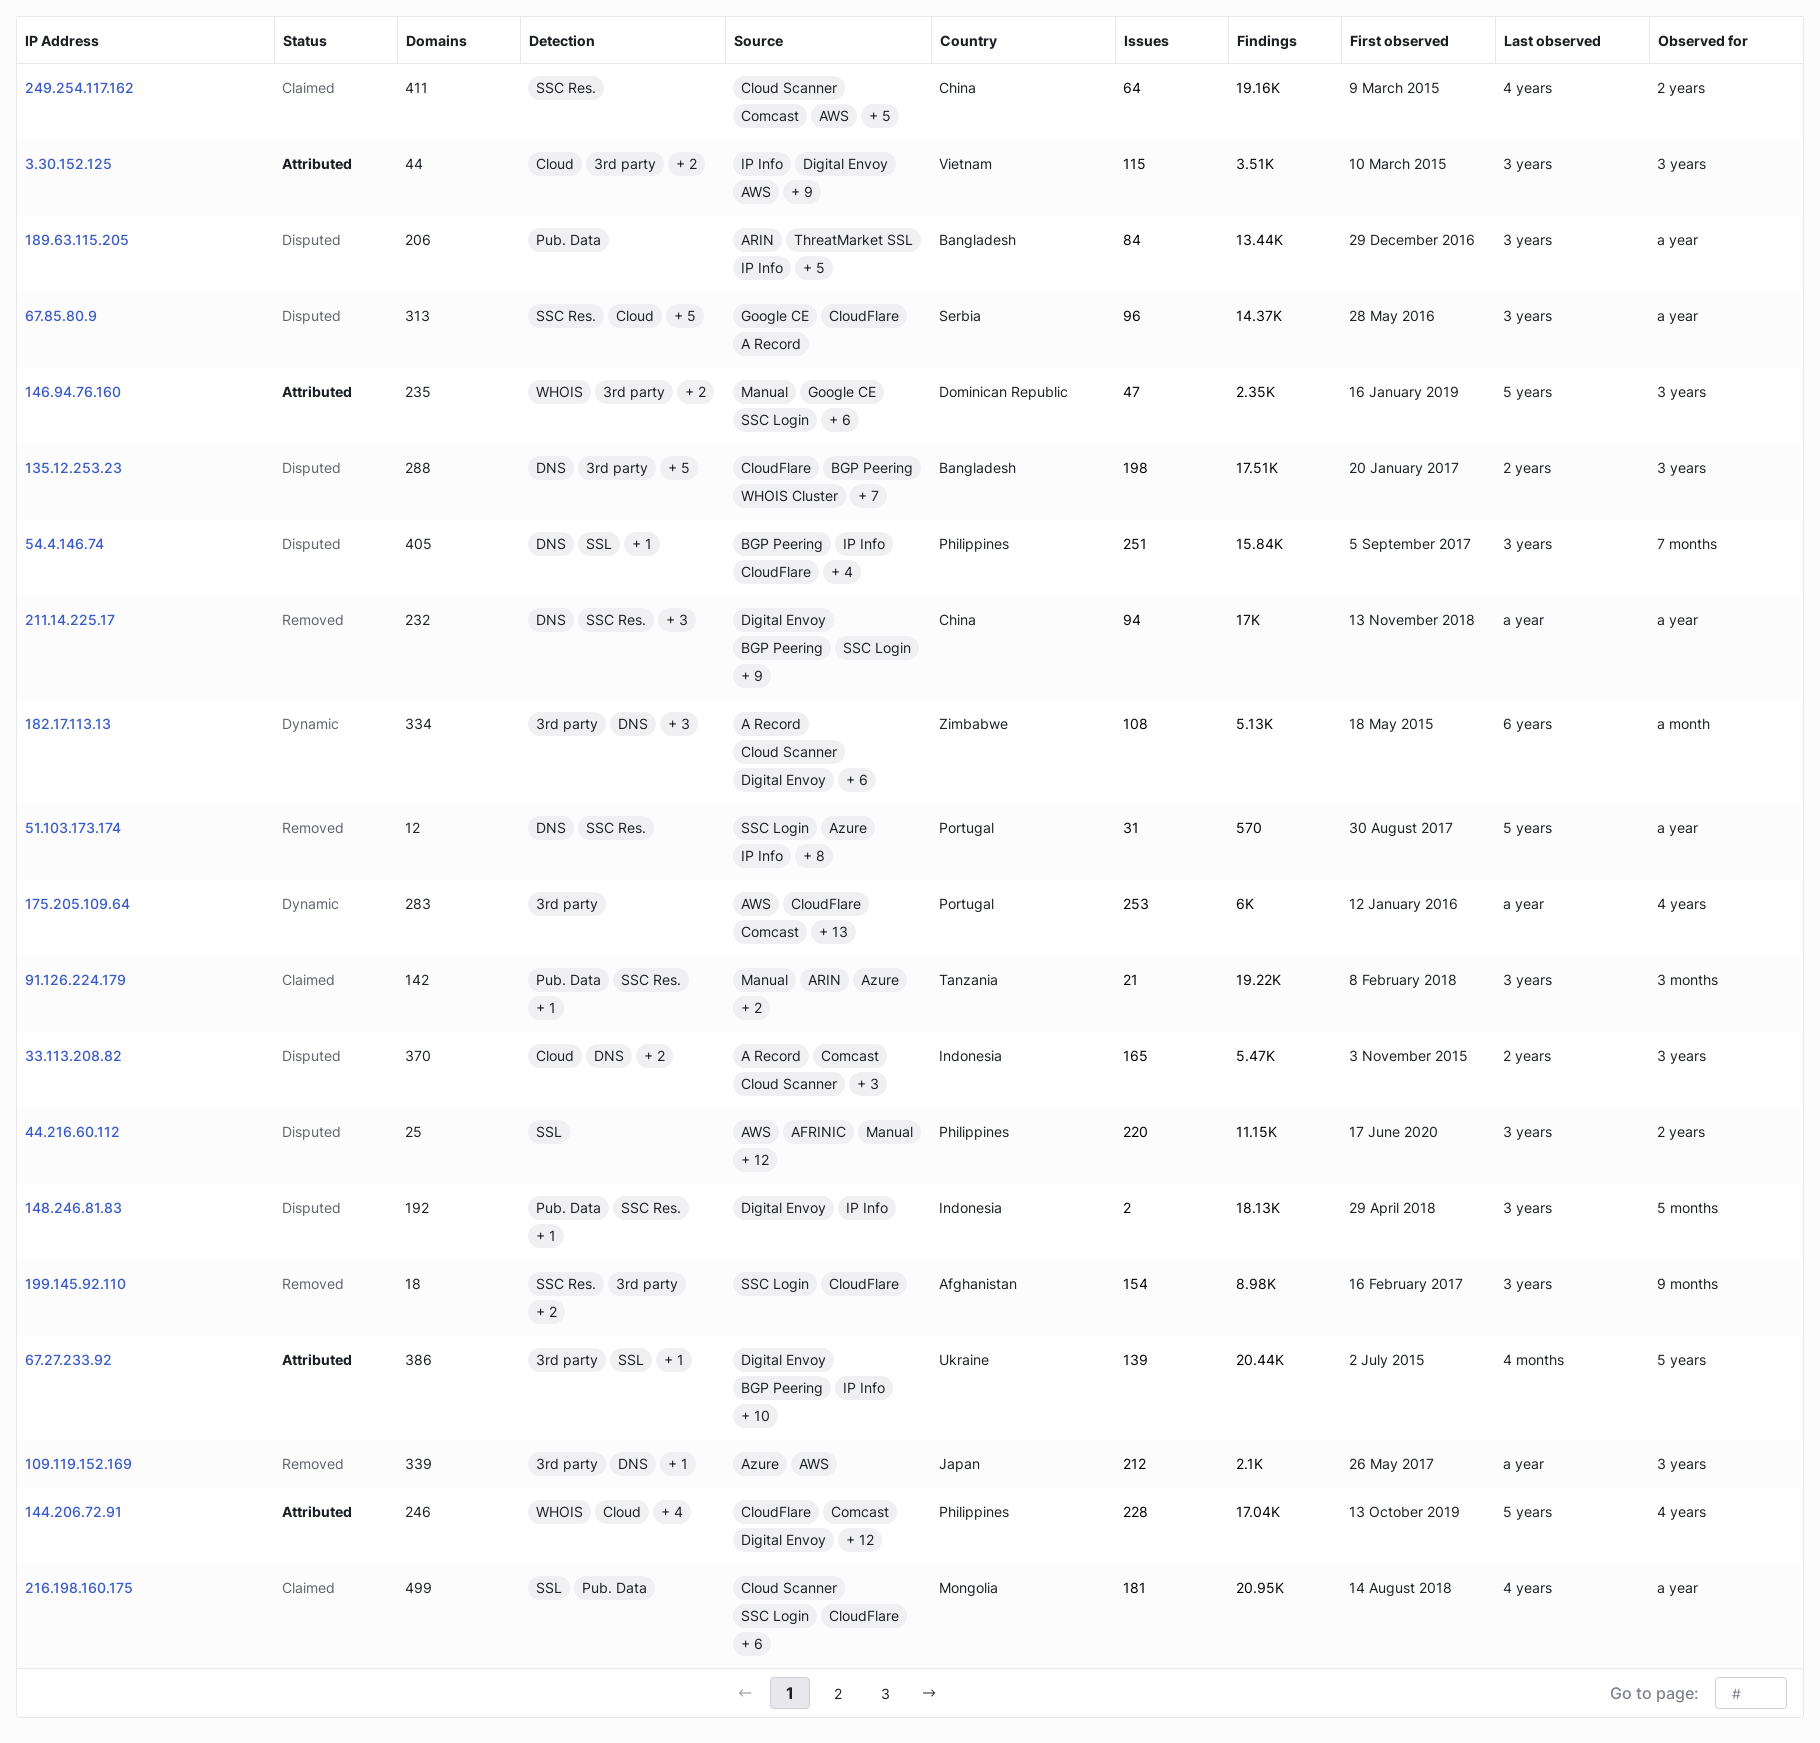 IP Address Status Domains Detection Source Country Issues Findings First observed Last observed Observed for
249.254.117.162 Claimed 411 SSC Res. Cloud Scanner China 64 19.16K 9 March 2015 4 years 2 years
Comcast AWS + 5
3.30.152.125 Attributed 44 Cloud 3rd party + 2 IP Info Digital Envoy Vietnam 115 3.51K 10 March 2015 3 years 3 years
AWS + 9
189.63.115.205 Disputed 206 Pub. Data ARIN ThreatMarket SSL Bangladesh 84 13.44K 29 December 2016 3 years a year
IP Info + 5
67.85.80.9 Disputed 313 SSC Res. Cloud + 5 Google CE CloudFlare Serbia 96 14.37K 28 May 2016 3 years a year
A Record
146.94.76.160 Attributed 235 WHOIS 3rd party + 2 Manual Google CE Dominican Republic 47 2.35K 16 January 2019 5 years 3 years
SSC Login + 6
135.12.253.23 Disputed 288 DNS 3rd party + 5 CloudFlare BGP Peering Bangladesh 198 17.51K 20 January 2017 2 years 3 years
WHOIS Cluster + 7
54.4.146.74 Disputed 405 DNS SSL + 1 BGP Peering IP Info Philippines 251 15.84K 5 September 2017 3 years 7 months
CloudFlare + 4
211.14.225.17 Removed 232 DNS SSC Res. + 3 Digital Envoy China 94 17K 13 November 2018 a year a year
BGP Peering SSC Login
+ 9
182.17.113.13 Dynamic 334 3rd party DNS + 3 A Record Zimbabwe 108 5.13K 18 May 2015 6 years a month
Cloud Scanner
Digital Envoy + 6
51.103.173.174 Removed 12 DNS SSC Res. SSC Login Azure Portugal 31 570 30 August 2017 5 years a year
IP Info + 8
175.205.109.64 Dynamic 283 3rd party AWS CloudFlare Portugal 253 6K 12 January 2016 a year 4 years
Comcast + 13
91.126.224.179 Claimed 142 Pub. Data SSC Res. Manual ARIN Azure Tanzania 21 19.22K 8 February 2018 3 years 3 months
+ 1 + 2
33.113.208.82 Disputed 370 Cloud DNS + 2 A Record Comcast Indonesia 165 5.47K 3 November 2015 2 years 3 years
Cloud Scanner + 3
44.216.60.112 Disputed 25 SSL AWS AFRINIC Manual Philippines 220 11.15K 17 June 2020 3 years 2 years
+ 12
148.246.81.83 Disputed 192 Pub. Data SSC Res. Digital Envoy IP Info Indonesia 2 18.13K 29 April 2018 3 years 5 months
+ 1
199.145.92.110 Removed 18 SSC Res. 3rd party SSC Login CloudFlare Afghanistan 154 8.98K 16 February 2017 3 years 9 months
+ 2
67.27.233.92 Attributed 386 3rd party SSL + 1 Digital Envoy Ukraine 139 20.44K 2 July 2015 4 months 5 years
BGP Peering IP Info
+ 10
109.119.152.169 Removed 339 3rd party DNS + 1 Azure AWS Japan 212 2.1K 26 May 2017 a year 3 years
144.206.72.91 Attributed 246 WHOIS Cloud + 4 CloudFlare Comcast Philippines 228 17.04K 13 October 2019 5 years 4 years
Digital Envoy + 12
216.198.160.175 Claimed 499 SSL Pub. Data Cloud Scanner Mongolia 181 20.95K 14 August 2018 4 years a year
SSC Login CloudFlare
+ 6
← 1 2 3 → Go to page: #